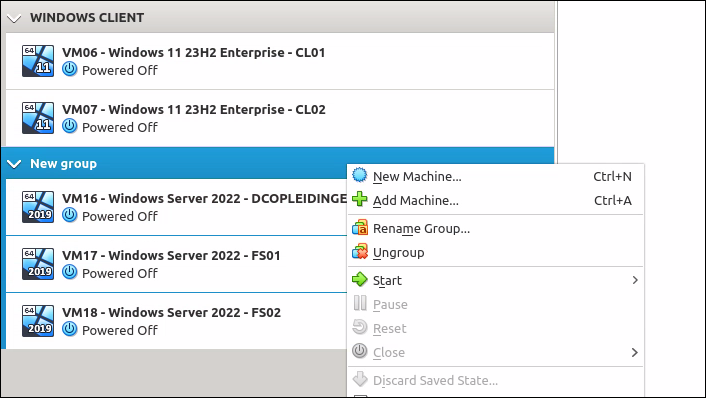 WINDOWS CLIENT
64
11
VM06 - Windows 11 23H2 Enterprise - CL01
Powered Off
64
11
VM07 - Windows 11 23H2 Enterprise - CL02
Powered Off
New group
New Machine... Ctrl+N
64
2019
VM16 - Windows Server 2022 - DCOPLEIDINGE
Add Machine... Ctrl+A
Powered Off
Rename Group...
64
2019
VM17 - Windows Server 2022 - FS01
Ungroup
Powered Off
Start
64
2019
VM18 - Windows Server 2022 - FS02
Pause
Powered Off
Reset
Close
Discard Saved State...